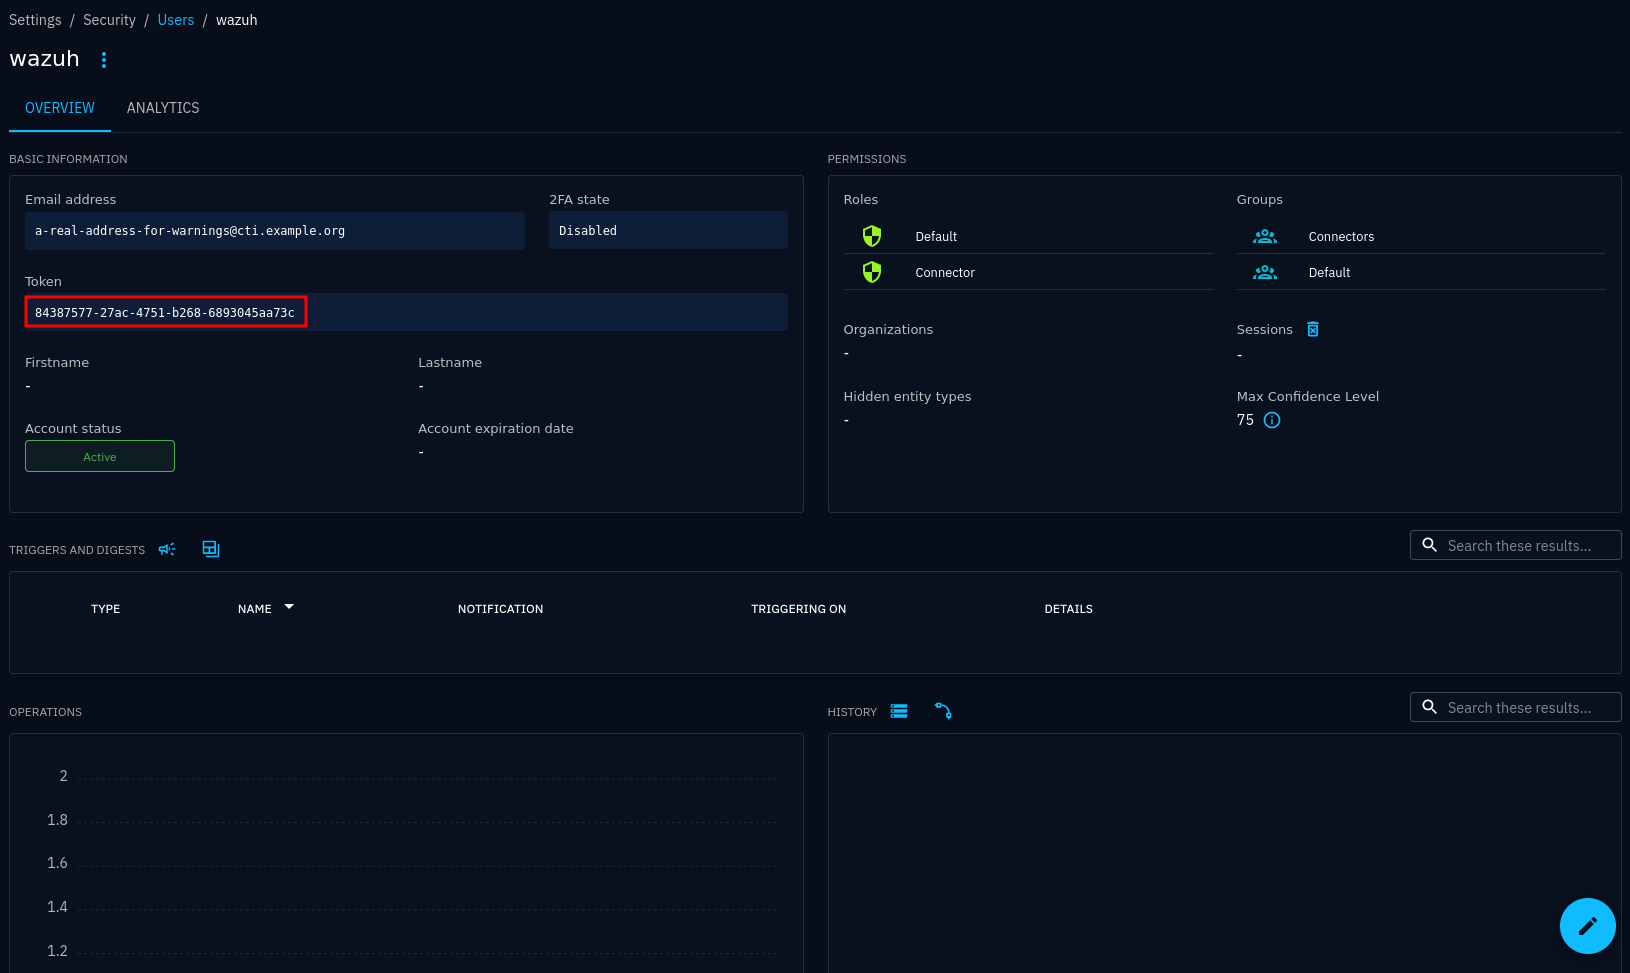 Settings / Security / Users / wazuh
wazuh
OVERVIEW ANALYTICS
BASIC INFORMATION
Email address 2FA state
a-real-address-for-warnings@cti.example.org Disabled
Token
84387577-27ac-4751-b268-6893045aa73c
Firstname Lastname
- -
Account status Account expiration date
Active -
PERMISSIONS
Roles Groups
Default Connectors
Connector Default
Organizations Sessions
- -
Hidden entity types Max Confidence Level
- 75
TRIGGERS AND DIGESTS Search these results...
TYPE NAME NOTIFICATION TRIGGERING ON DETAILS
OPERATIONS
2
1.8
1.6
1.4
1.2
HISTORY Search these results...